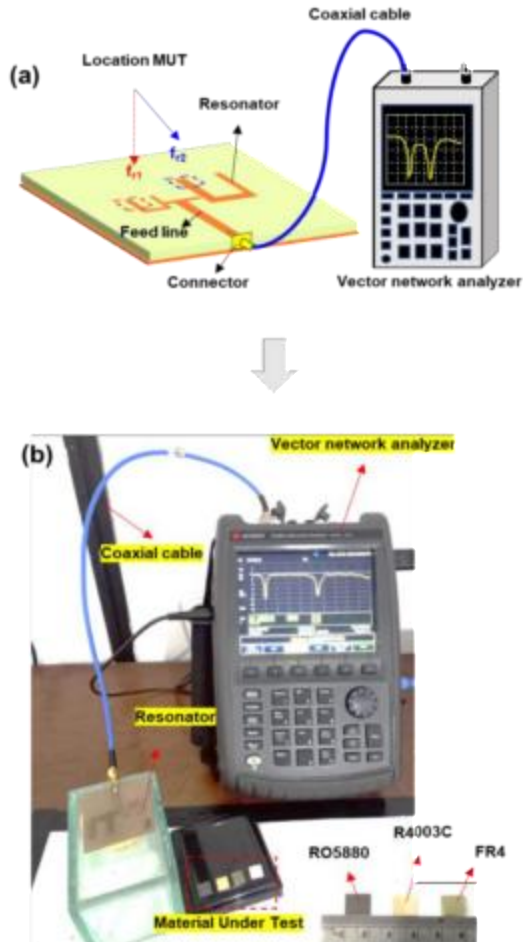 Coaxial cable
(a)
Location MUT
Resonator
fr2
fr1
Feed line
Connector
Vector network analyzer
(b)
Vector network analyzer
Coaxial cable
Resonator
R4003C
RO5880
FR4
Material Under Test